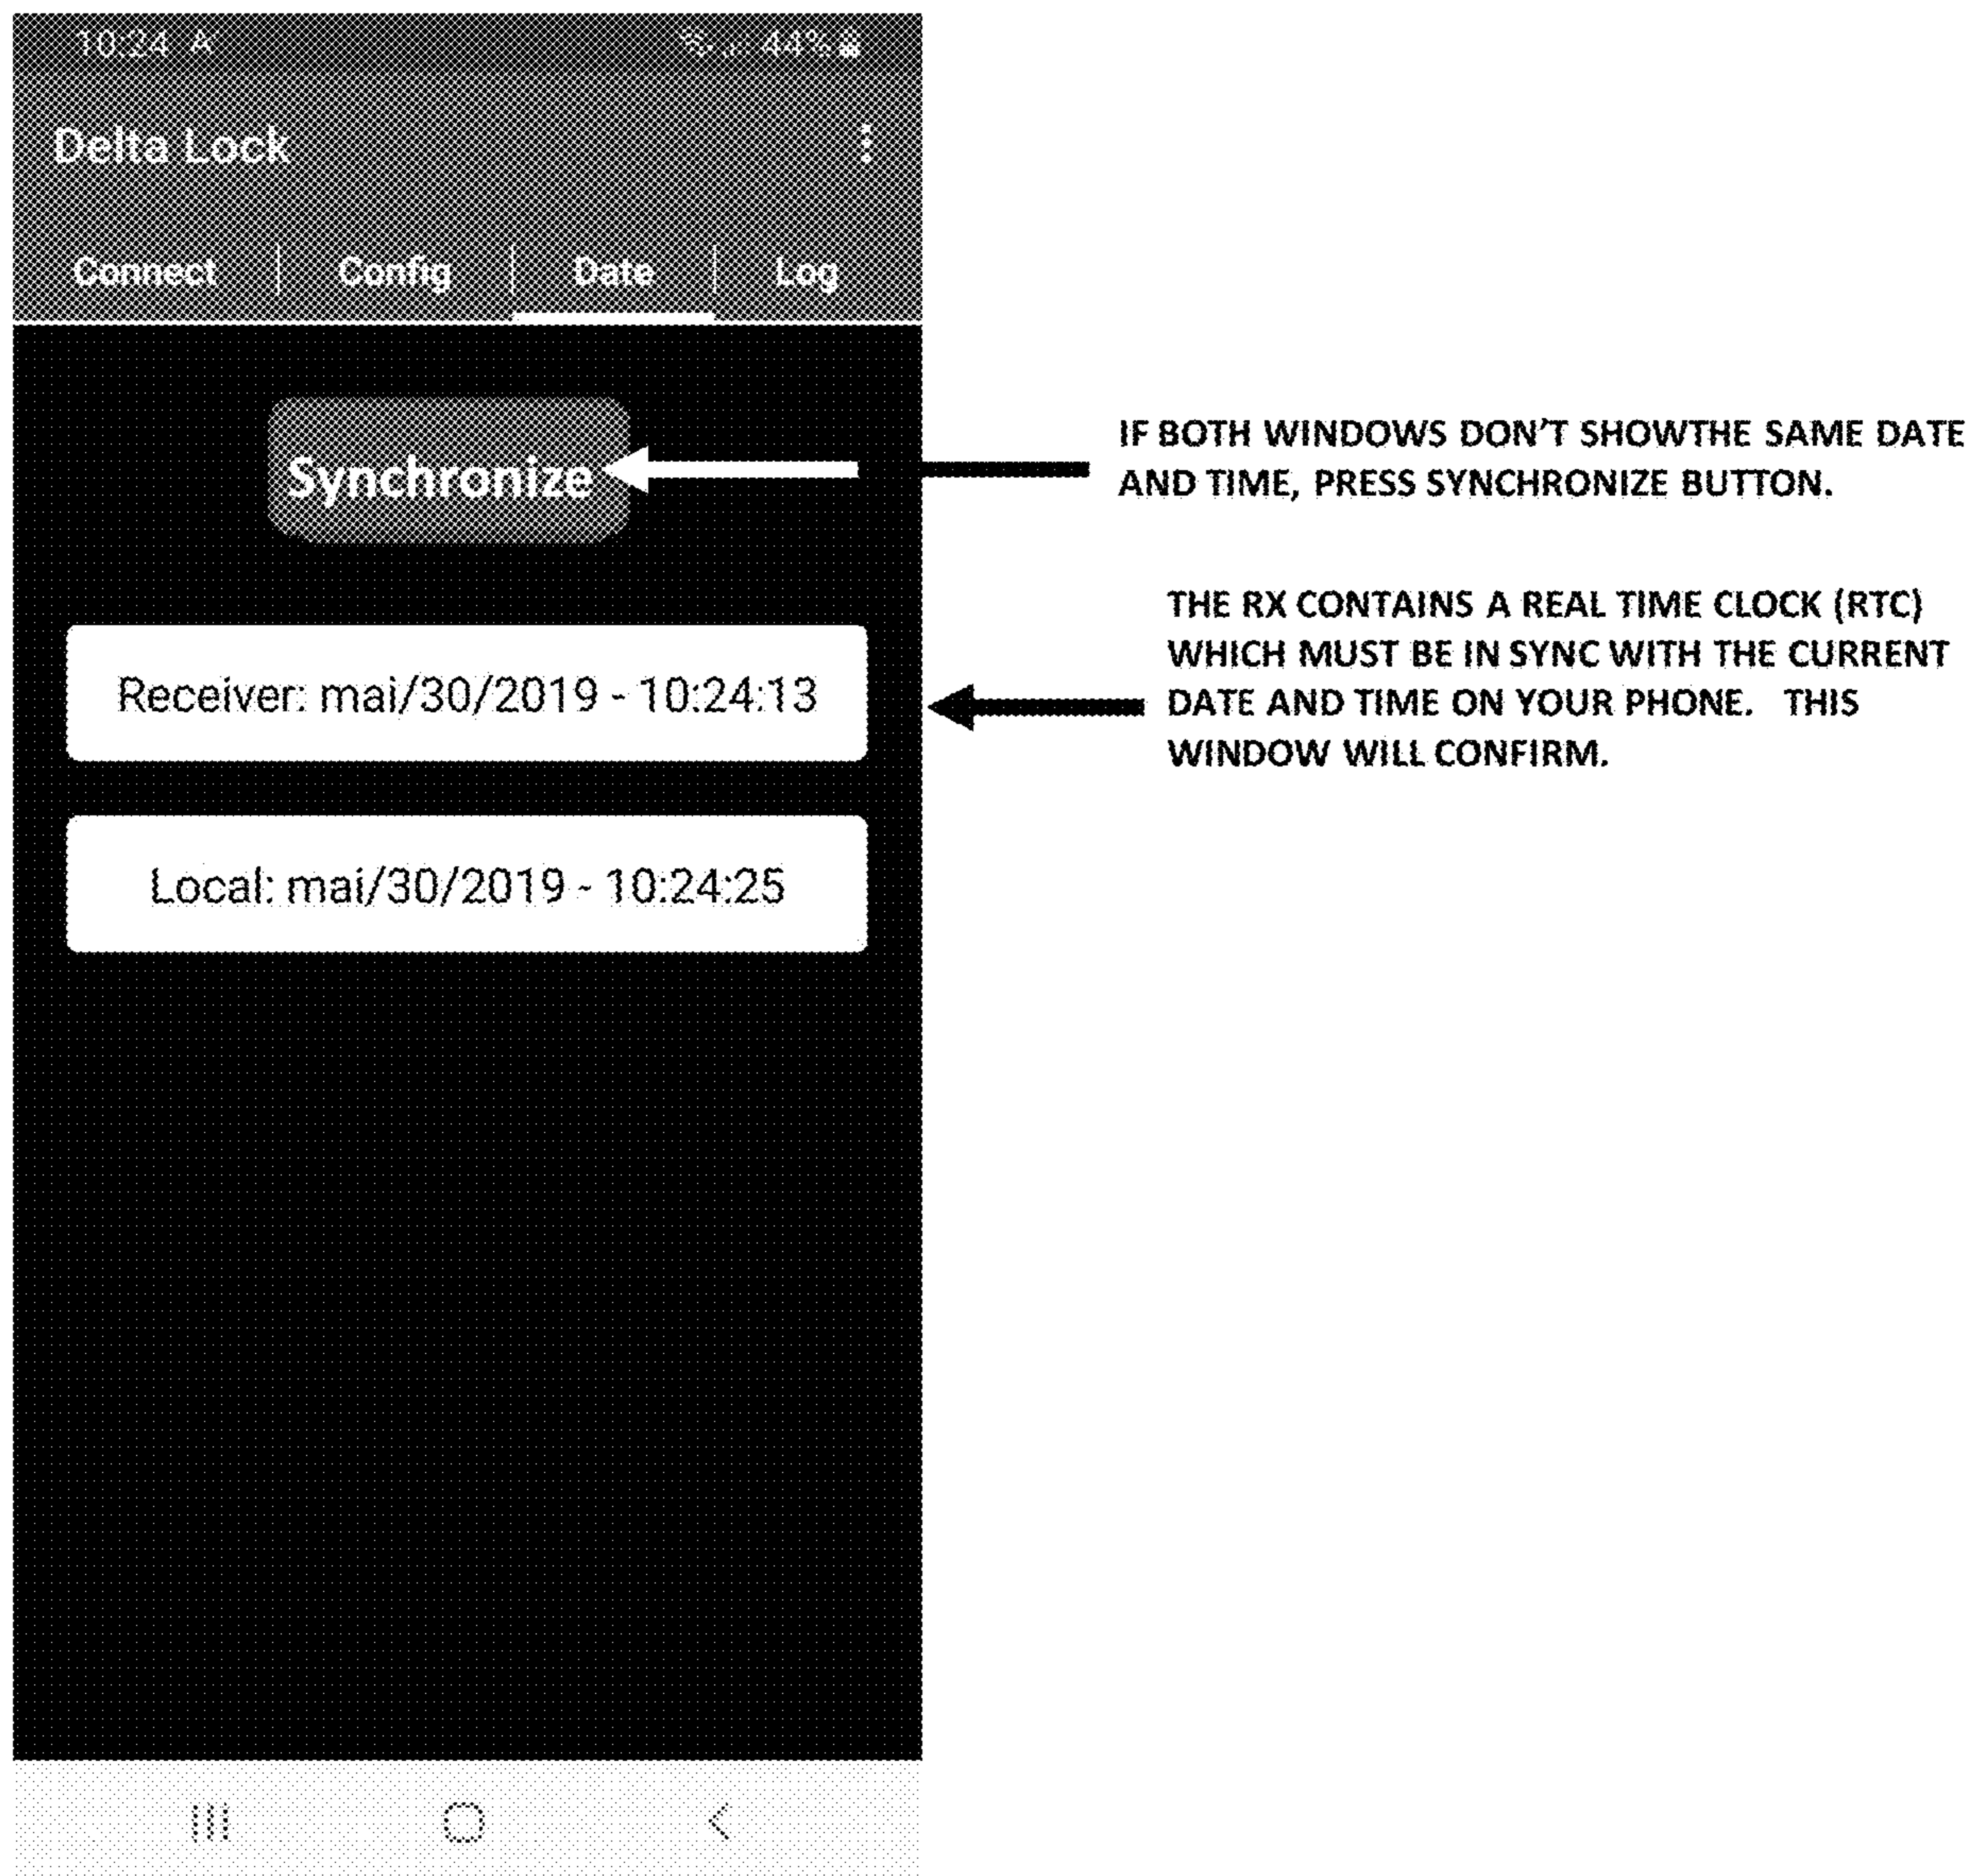 10:24 44%
Delta Lock
Connect Config Date Log
Synchronize
IF BOTH WINDOWS DON'T SHOWTHE SAME DATE
AND TIME, PRESS SYNCHRONIZE BUTTON.
THE RX CONTAINS A REAL TIME CLOCK (RTC)
WHICH MUST BE IN SYNC WITH THE CURRENT
DATE AND TIME ON YOUR PHONE. THIS
WINDOW WILL CONFIRM.
Receiver: mai/30/2019 - 10:24:13
Local: mai/30/2019 - 10:24:25